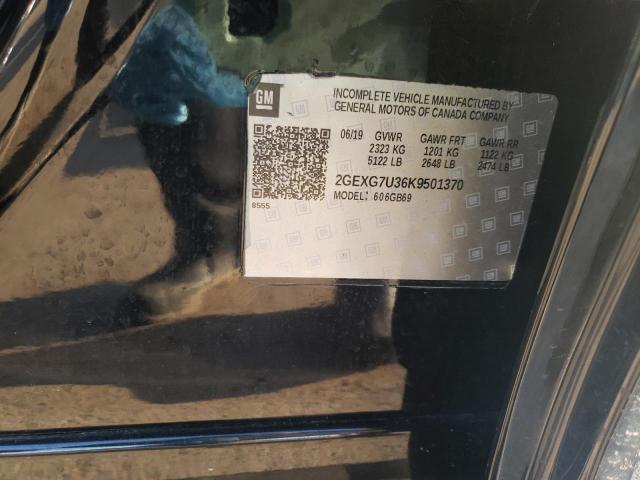 GM
INCOMPLETE VEHICLE MANUFACTURED BY
GENERAL MOTORS OF CANADA COMPANY
06/19 GVWR GAWR FRT GAWR RR
2323 KG 1201 KG 1122 KG
5122 LB 2648 LB 2474 LB
2GEXG7U36K9501370
MODEL: 606GB69
8555